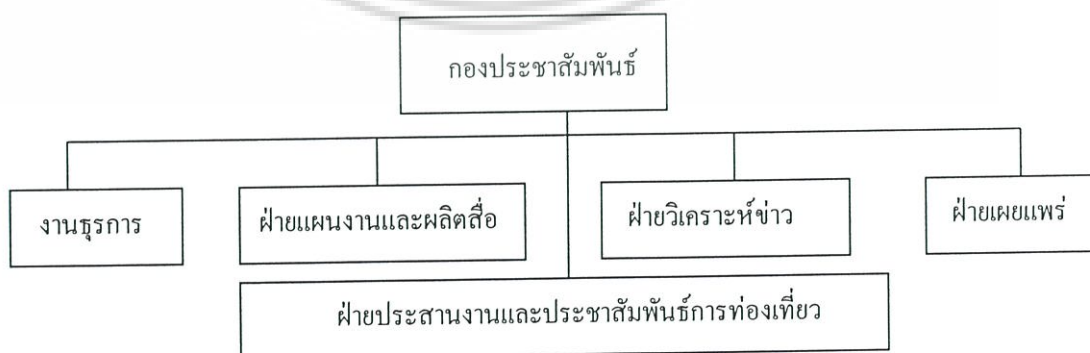 กองประชาสัมพันธ์
งานธุรการ
ฝ่ายแผนงานและผลิตสื่อ
ฝ่ายวิเคราะห์ข่าว
ฝ่ายเผยแพร่
ฝ่ายประสานงานและประชาสัมพันธ์การท่องเที่ยว